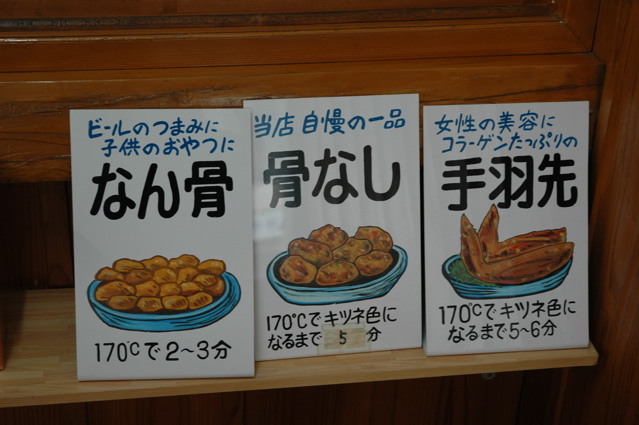 ビールのつまみに
子供のおやつに
なん骨
170℃で2〜3分
当店自慢の一品
骨なし
170℃でキツネ色に
なるまで 5 分
女性の美容に
コラーゲンたっぷりの
手羽先
170℃でキツネ色に
なるまで5〜6分